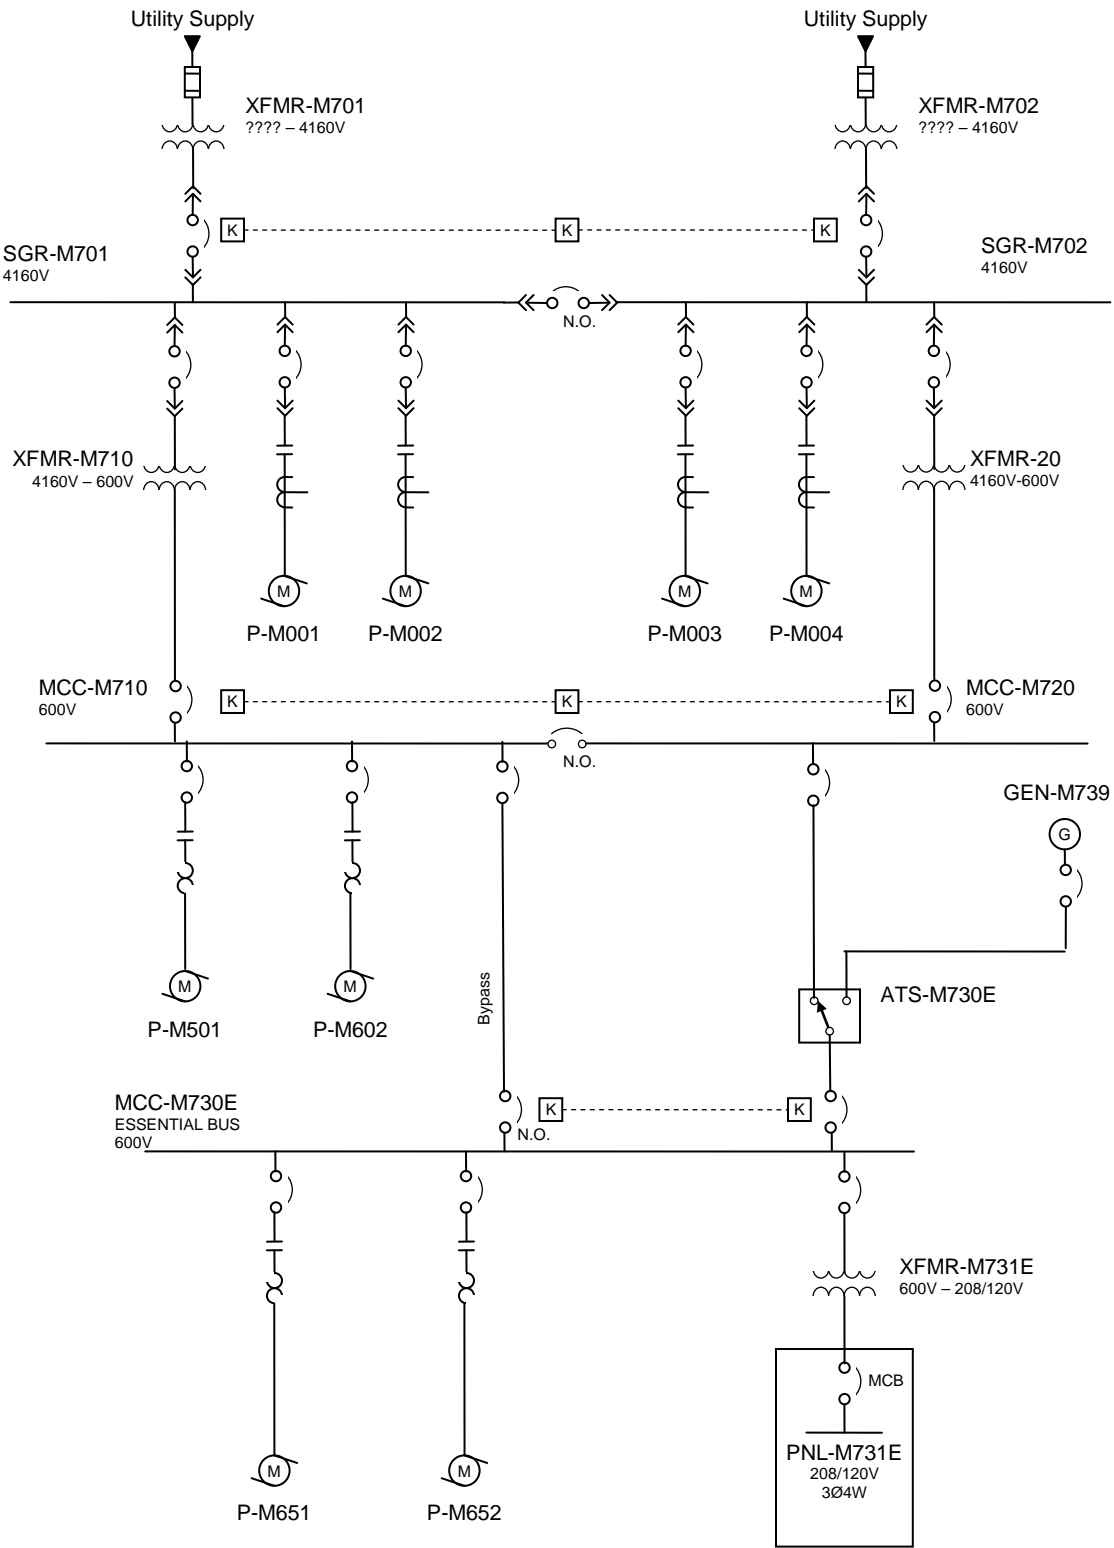 Utility Supply
Utility Supply
XFMR-M701
???? – 4160V
XFMR-M702
???? – 4160V
K
K
K
SGR-M701
4160V
SGR-M702
4160V
N.O.
XFMR-M710
4160V – 600V
XFMR-20
4160V-600V
M
M
M
M
P-M001
P-M002
P-M003
P-M004
MCC-M710
600V
K
K
K
MCC-M720
600V
N.O.
GEN-M739
G
M
M
Bypass
ATS-M730E
P-M501
P-M602
MCC-M730E
ESSENTIAL BUS
600V
K
K
N.O.
XFMR-M731E
600V – 208/120V
MCB
PNL-M731E
208/120V
3Ø4W
M
M
P-M651
P-M652